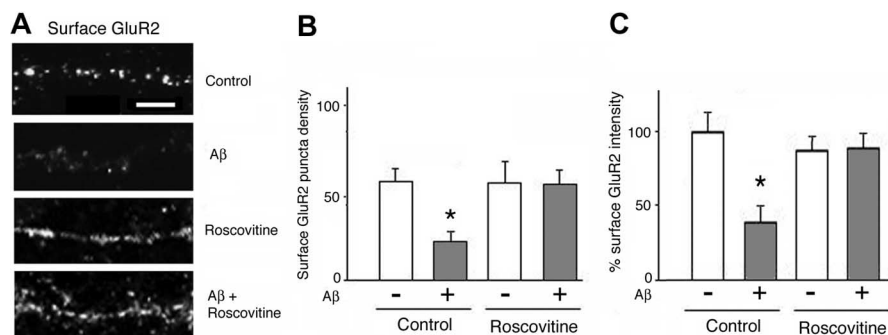 A
Surface GluR2
Control
Aβ
Roscovitine
Aβ +
Roscovitine
B
Surface GluR2 puncta density
100
50
0
*
Aβ
- + - +
Control Roscovitine
C
% surface GluR2 intensity
100
50
0
*
Aβ
- + - +
Control Roscovitine